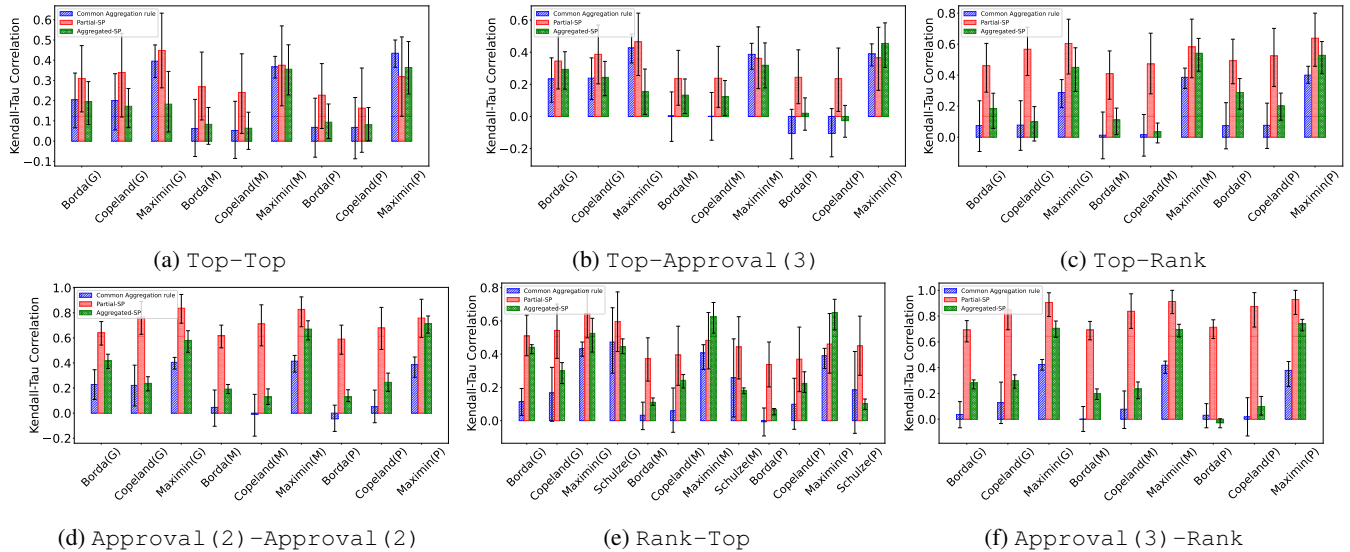 Kendall-Tau Correlation
0.6
0.5
0.4
0.3
0.2
0.1
0.0
−0.1
Common Aggregation rule
Partial-SP
Aggregated-SP
Borda(G)
Copeland(G)
Maximin(G)
Borda(M)
Copeland(M)
Maximin(M)
Borda(P)
Copeland(P)
Maximin(P)
(a) Top-Top
Kendall-Tau Correlation
0.6
0.4
0.2
0.0
−0.2
Common Aggregation rule
Partial-SP
Aggregated-SP
Borda(G)
Copeland(G)
Maximin(G)
Borda(M)
Copeland(M)
Maximin(M)
Borda(P)
Copeland(P)
Maximin(P)
(b) Top-Approval(3)
Kendall-Tau Correlation
0.8
0.6
0.4
0.2
0.0
Common Aggregation rule
Partial-SP
Aggregated-SP
Borda(G)
Copeland(G)
Maximin(G)
Borda(M)
Copeland(M)
Maximin(M)
Borda(P)
Copeland(P)
Maximin(P)
(c) Top-Rank
Kendall-Tau Correlation
1.0
0.8
0.6
0.4
0.2
0.0
−0.2
Common Aggregation rule
Partial-SP
Aggregated-SP
Borda(G)
Copeland(G)
Maximin(G)
Borda(M)
Copeland(M)
Maximin(M)
Borda(P)
Copeland(P)
Maximin(P)
(d) Approval(2)-Approval(2)
Kendall-Tau Correlation
0.8
0.6
0.4
0.2
0.0
Common Aggregation rule
Partial-SP
Aggregated-SP
Borda(G)
Copeland(G)
Maximin(G)
Schulze(G)
Borda(M)
Copeland(M)
Maximin(M)
Schulze(M)
Borda(P)
Copeland(P)
Maximin(P)
Schulze(P)
(e) Rank-Top
Kendall-Tau Correlation
1.0
0.8
0.6
0.4
0.2
0.0
Common Aggregation rule
Partial-SP
Aggregated-SP
Borda(G)
Copeland(G)
Maximin(G)
Borda(M)
Copeland(M)
Maximin(M)
Borda(P)
Copeland(P)
Maximin(P)
(f) Approval(3)-Rank